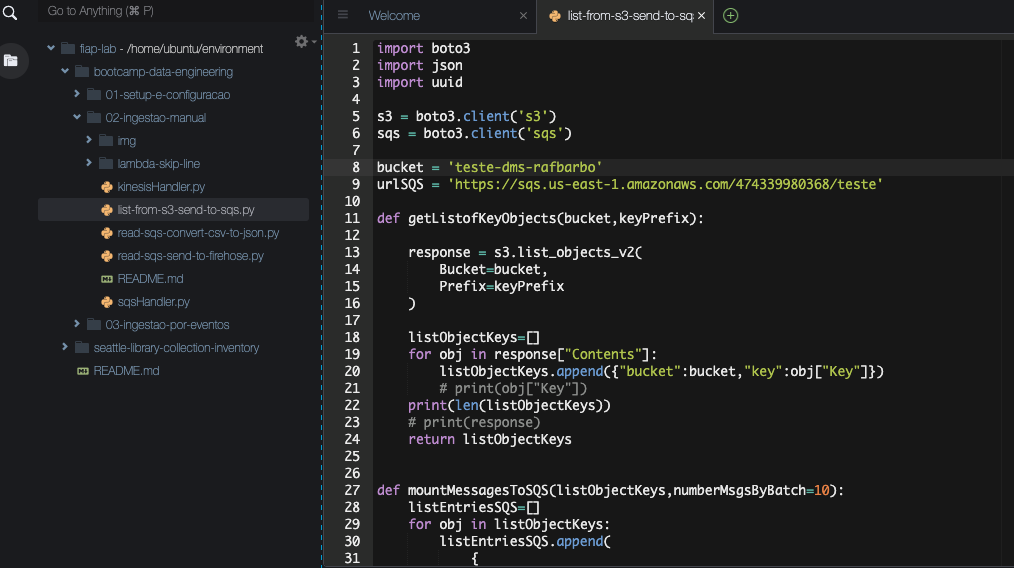 Go to Anything (⌘ P)
fiap-lab - /home/ubuntu/environment
bootcamp-data-engineering
01-setup-e-configuracao
02-ingestao-manual
img
lambda-skip-line
kinesisHandler.py
list-from-s3-send-to-sqs.py
read-sqs-convert-csv-to-json.py
read-sqs-send-to-firehose.py
README.md
sqsHandler.py
03-ingestao-por-eventos
seattle-library-collection-inventory
README.md
Welcome
list-from-s3-send-to-sq
1 import boto3
2 import json
3 import uuid
4
5 s3 = boto3.client('s3')
6 sqs = boto3.client('sqs')
7
8 bucket = 'teste-dms-rafbarbo'
9 urlSQS = 'https://sqs.us-east-1.amazonaws.com/474339980368/teste'
10
11 def getListofKeyObjects(bucket,keyPrefix):
12
13     response = s3.list_objects_v2(
14         Bucket=bucket,
15         Prefix=keyPrefix
16     )
17
18     listObjectKeys=[]
19     for obj in response["Contents"]:
20         listObjectKeys.append({"bucket":bucket,"key":obj["Key"]})
21         # print(obj["Key"])
22     print(len(listObjectKeys))
23     # print(response)
24     return listObjectKeys
25
26
27 def mountMessagesToSQS(listObjectKeys,numberMsgsByBatch=10):
28     listEntriesSQS=[]
29     for obj in listObjectKeys:
30         listEntriesSQS.append(
31             {